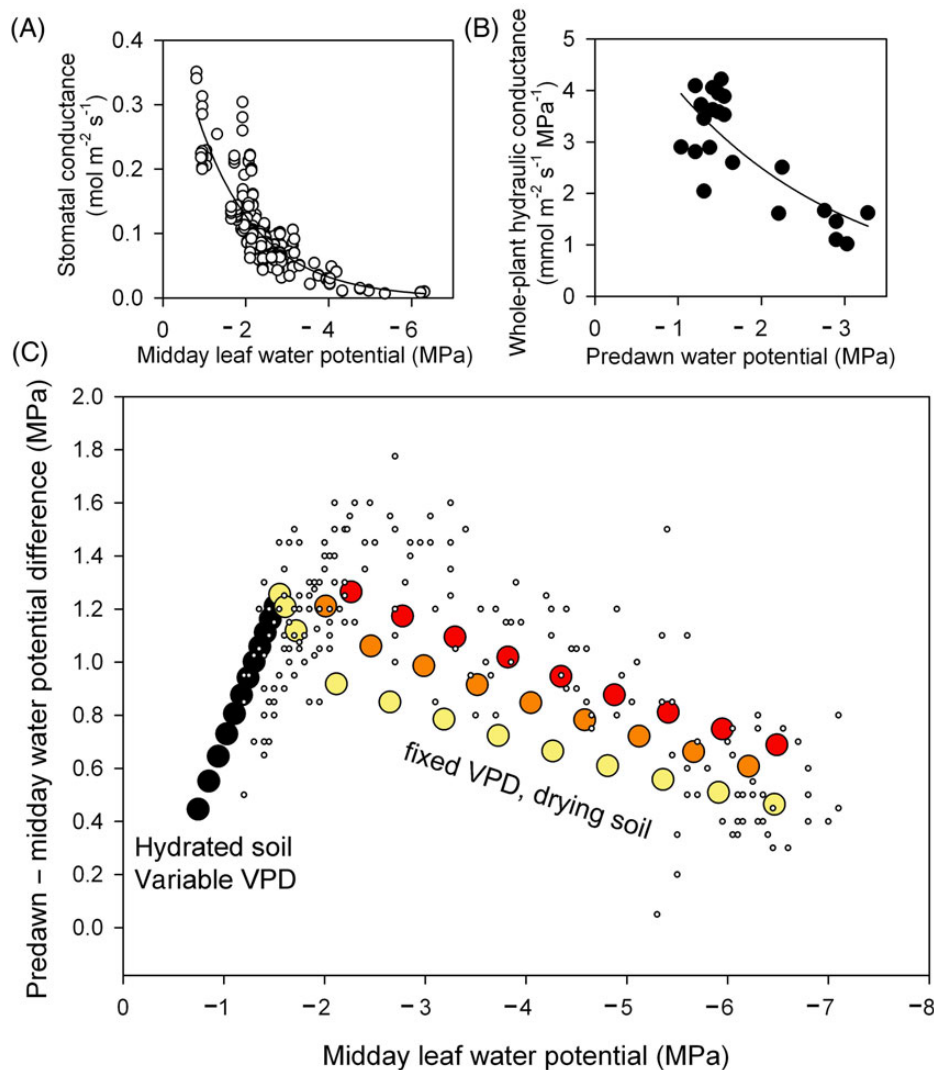 (A)
0.4
0.3
0.2
0.1
0.0
Stomatal conductance
(mol m⁻² s⁻¹)
−2 −4 −6
Midday leaf water potential (MPa)
(B)
5
4
3
2
1
0
Whole-plant hydraulic conductance
(mmol m⁻² s⁻¹ MPa⁻¹)
0 −1 −2 −3
Predawn water potential (MPa)
(C)
2.0
1.8
1.6
1.4
1.2
1.0
0.8
0.6
0.4
0.2
0.0
Predawn – midday water potential difference (MPa)
fixed VPD, drying soil
Hydrated soil
Variable VPD
0 −1 −2 −3 −4 −5 −6 −7 −8
Midday leaf water potential (MPa)